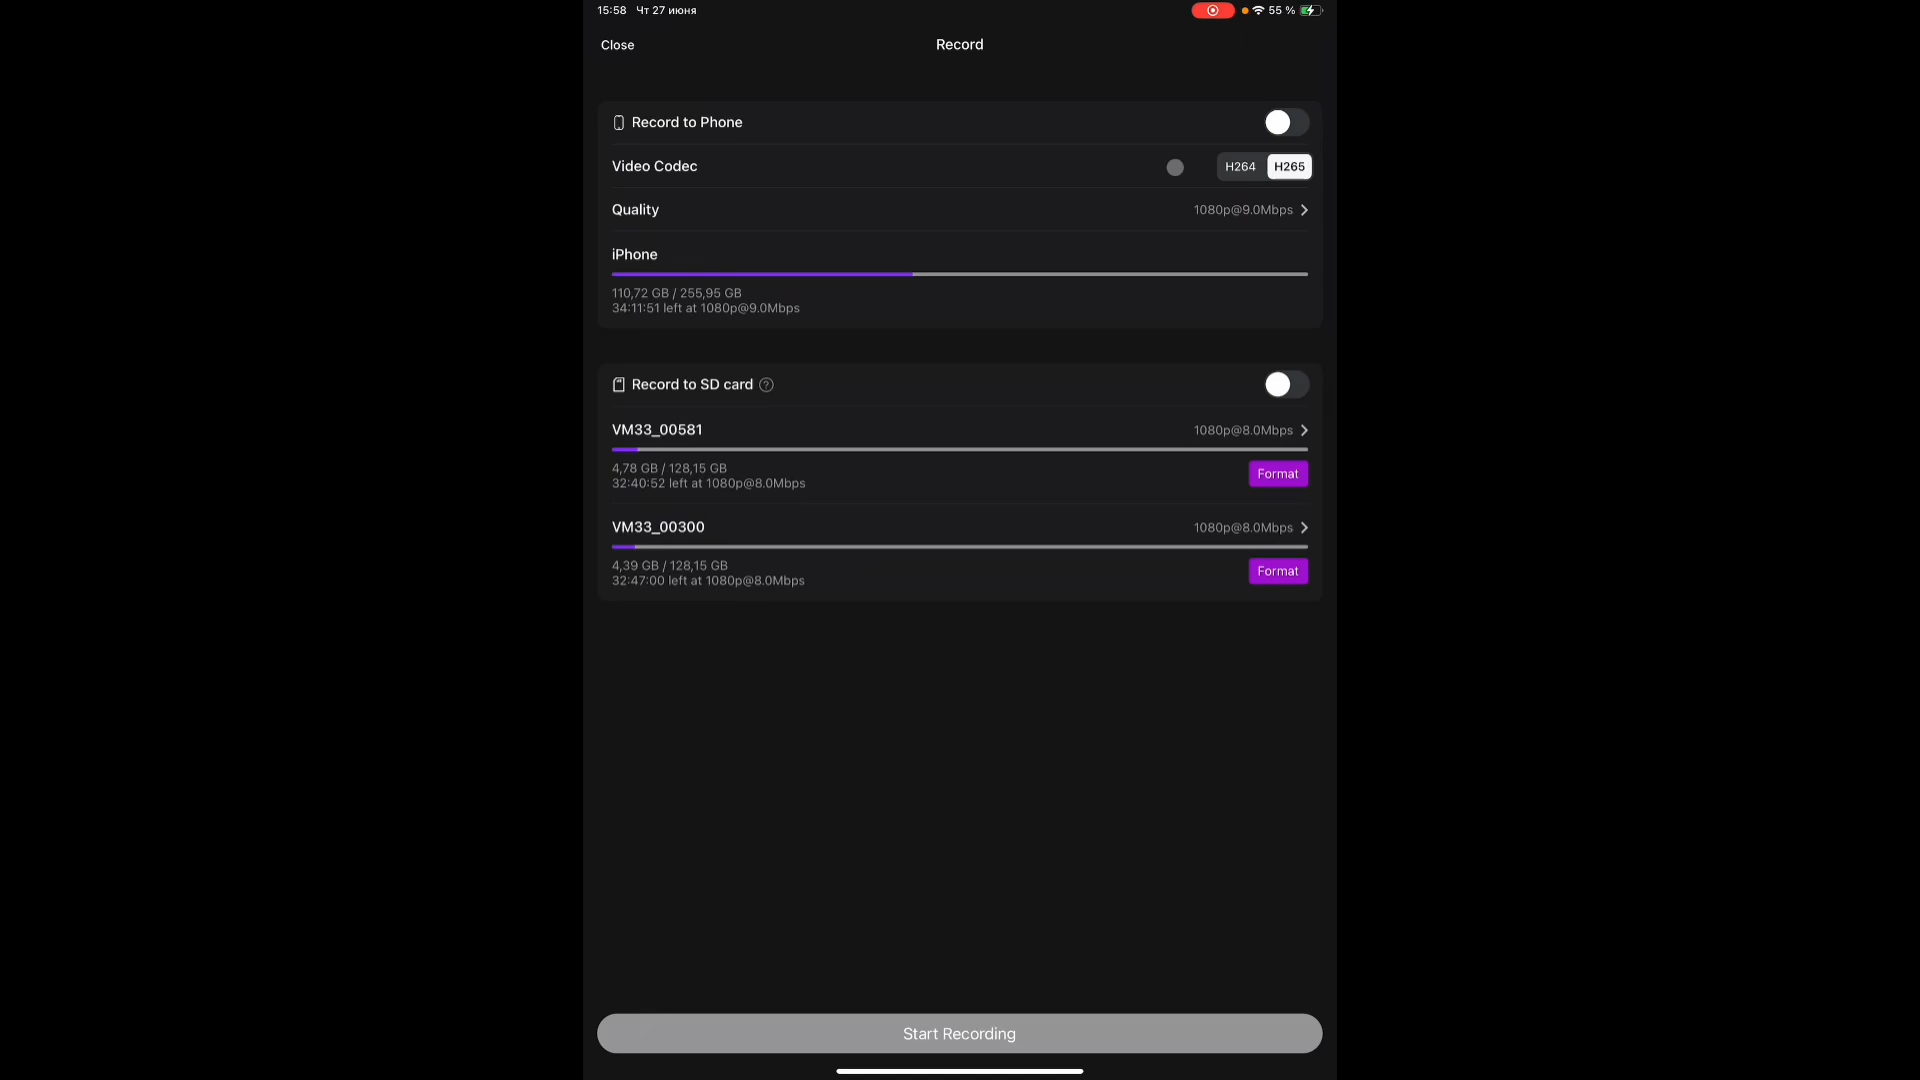 15:58 Чт 27 июня 55 %
Close Record
Record to Phone
Video Codec H264 H265
Quality 1080p@9.0Mbps
iPhone
110,72 GB / 255,95 GB
34:11:51 left at 1080p@9.0Mbps
Record to SD card ?
VM33_00581 1080p@8.0Mbps
4,78 GB / 128,15 GB
Format
32:40:52 left at 1080p@8.0Mbps
VM33_00300 1080p@8.0Mbps
4,39 GB / 128,15 GB
Format
32:47:00 left at 1080p@8.0Mbps
Start Recording